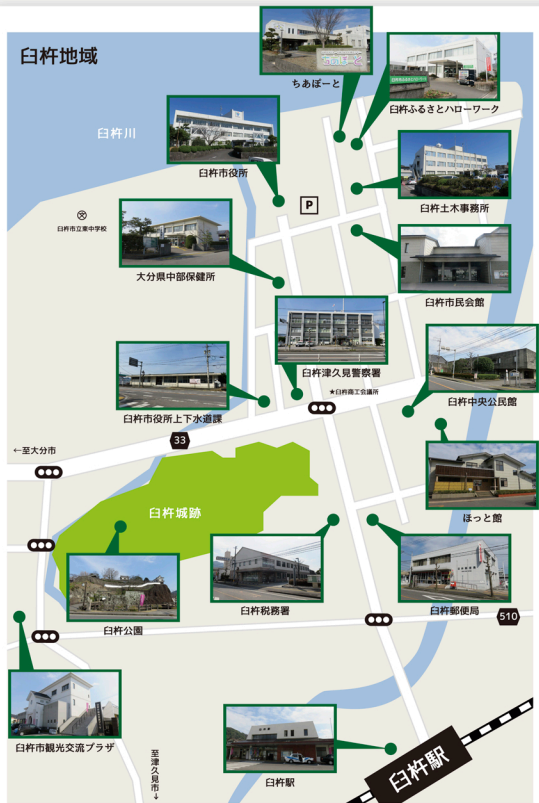 臼杵地域
ちあぽーと
臼杵ふるさとハローワーク
臼杵川
臼杵市役所
P
臼杵土木事務所
文
臼杵市立東中学校
大分県中部保健所
臼杵市民会館
臼杵津久見警察署
臼杵市役所上下水道課
★臼杵商工会議所
臼杵中央公民館
33
←至大分市
臼杵城跡
ほっと館
臼杵公園
臼杵税務署
臼杵郵便局
510
臼杵市観光交流プラザ
至津久見市→
臼杵駅
臼杵駅